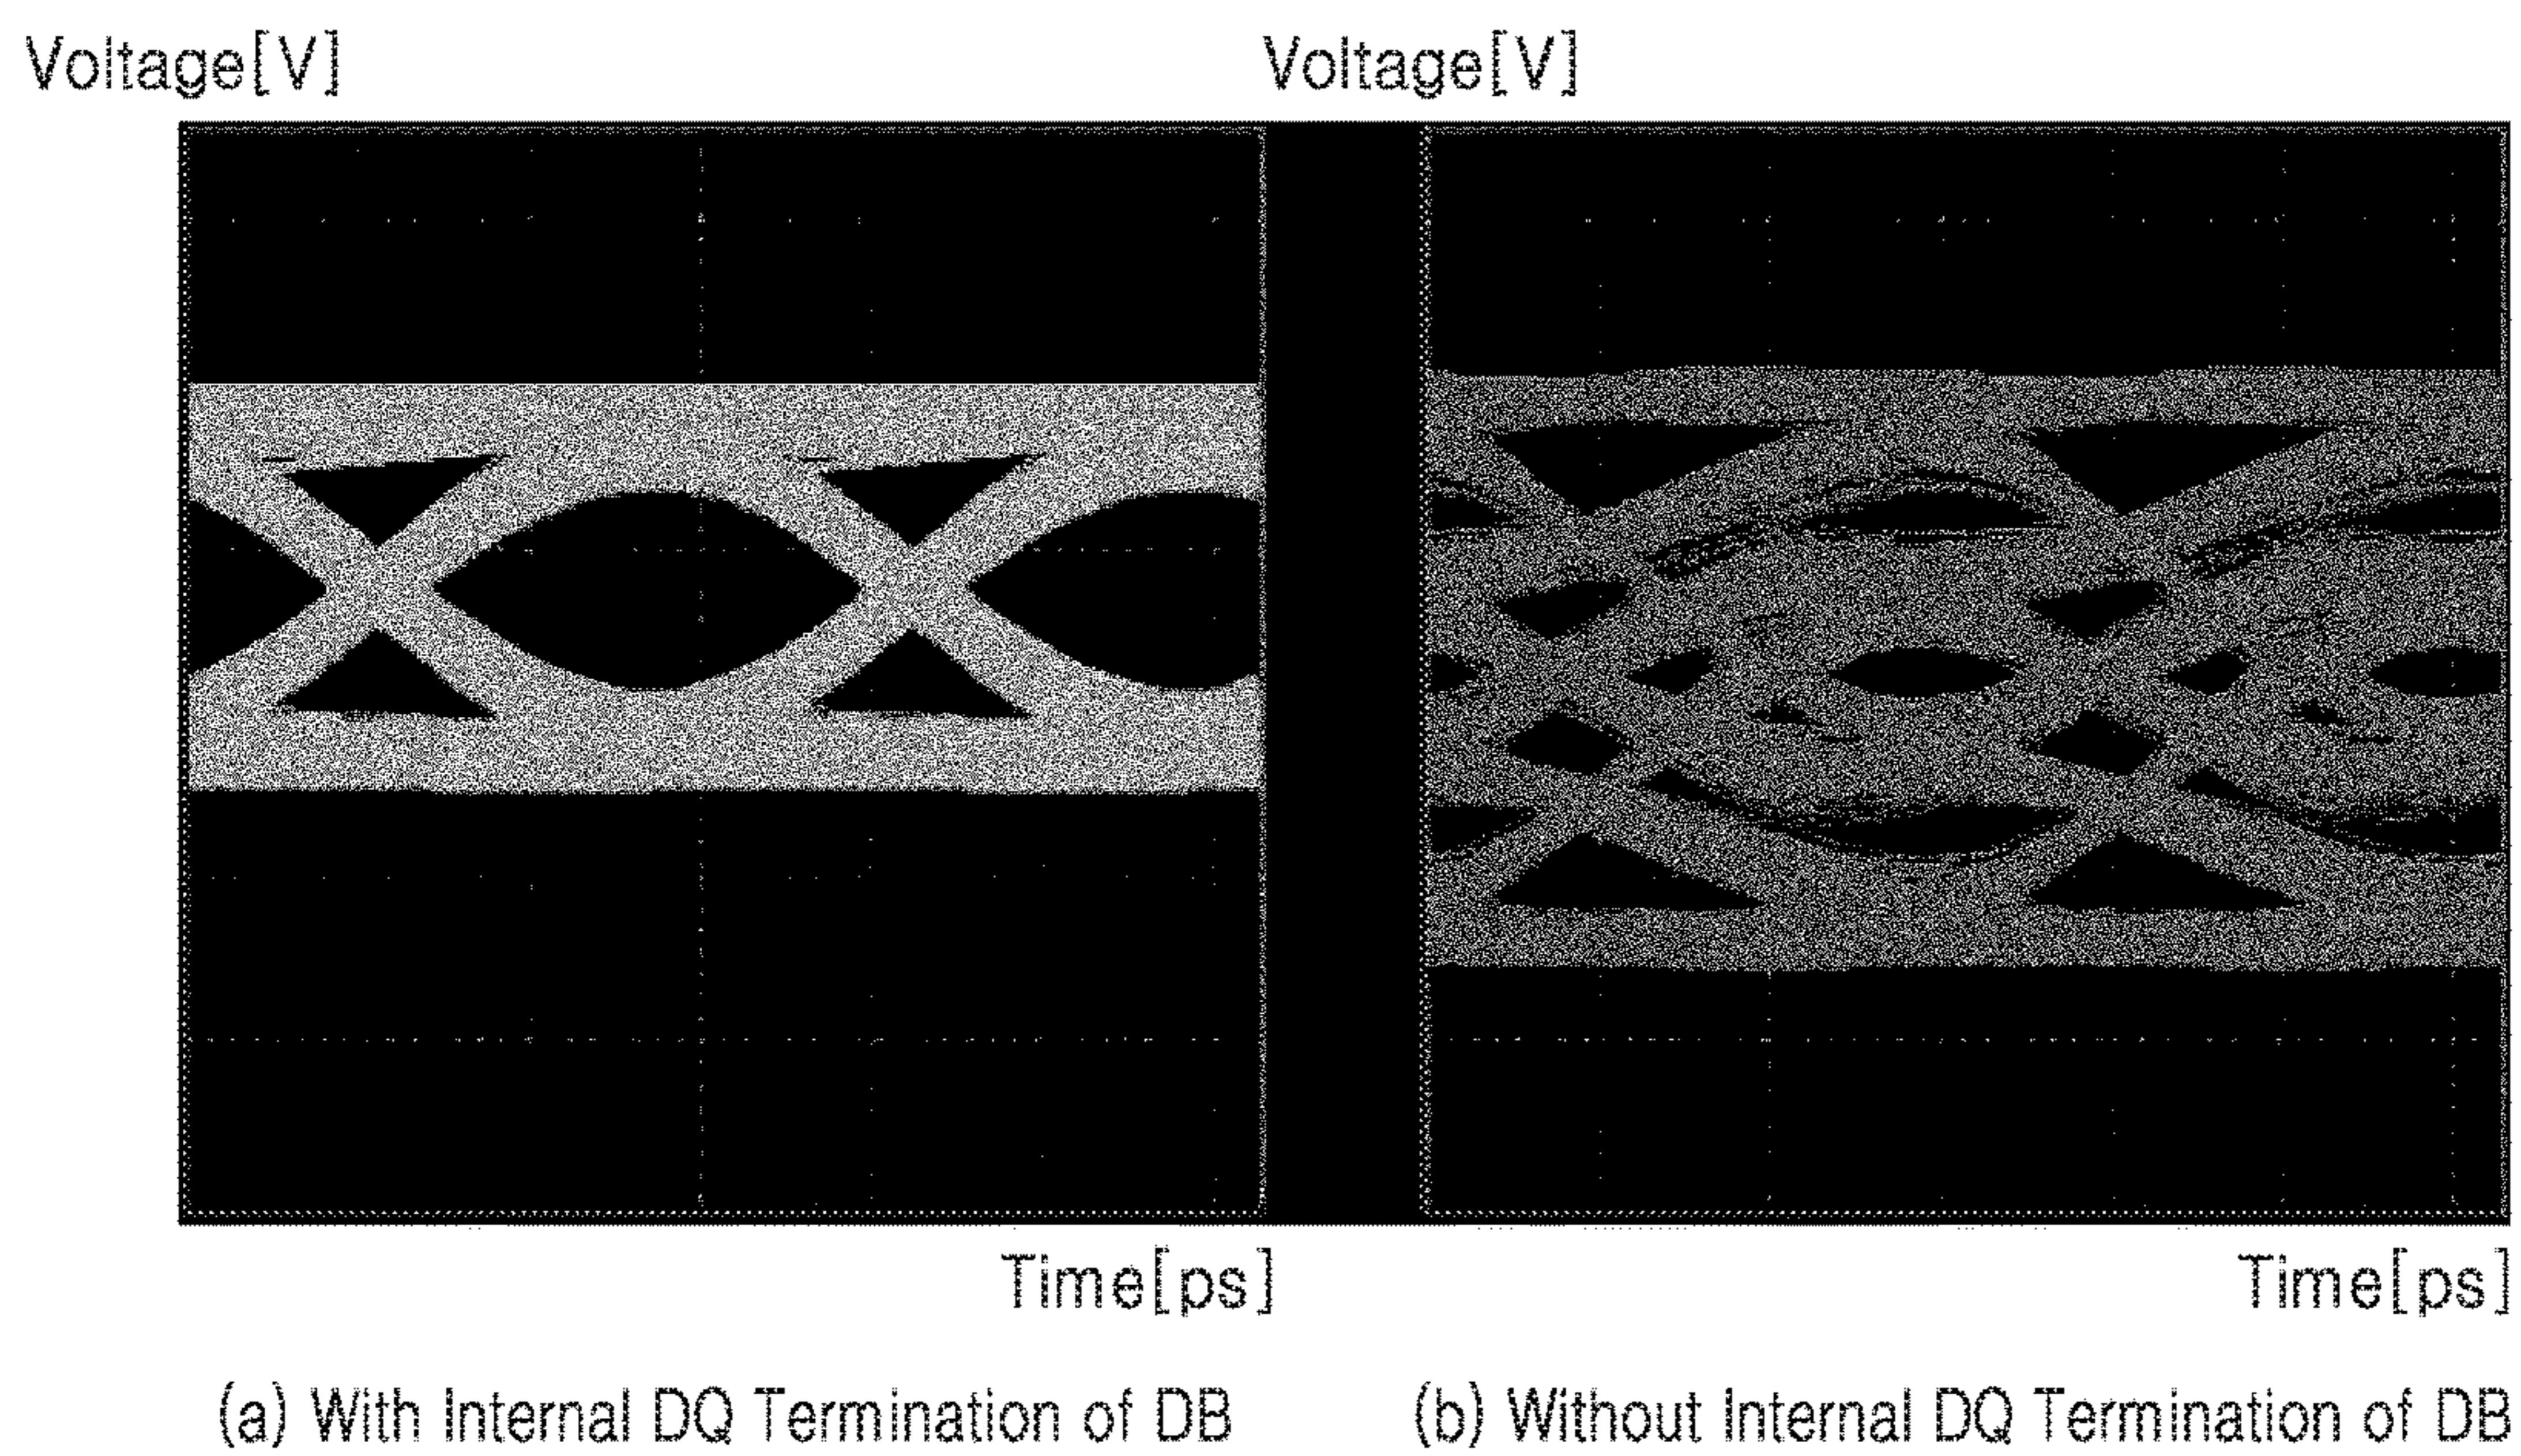 Voltage[V]
Voltage[V]
Time[ps]
Time[ps]
(a) With Internal DQ Termination of DB
(b) Without Internal DQ Termination of DB